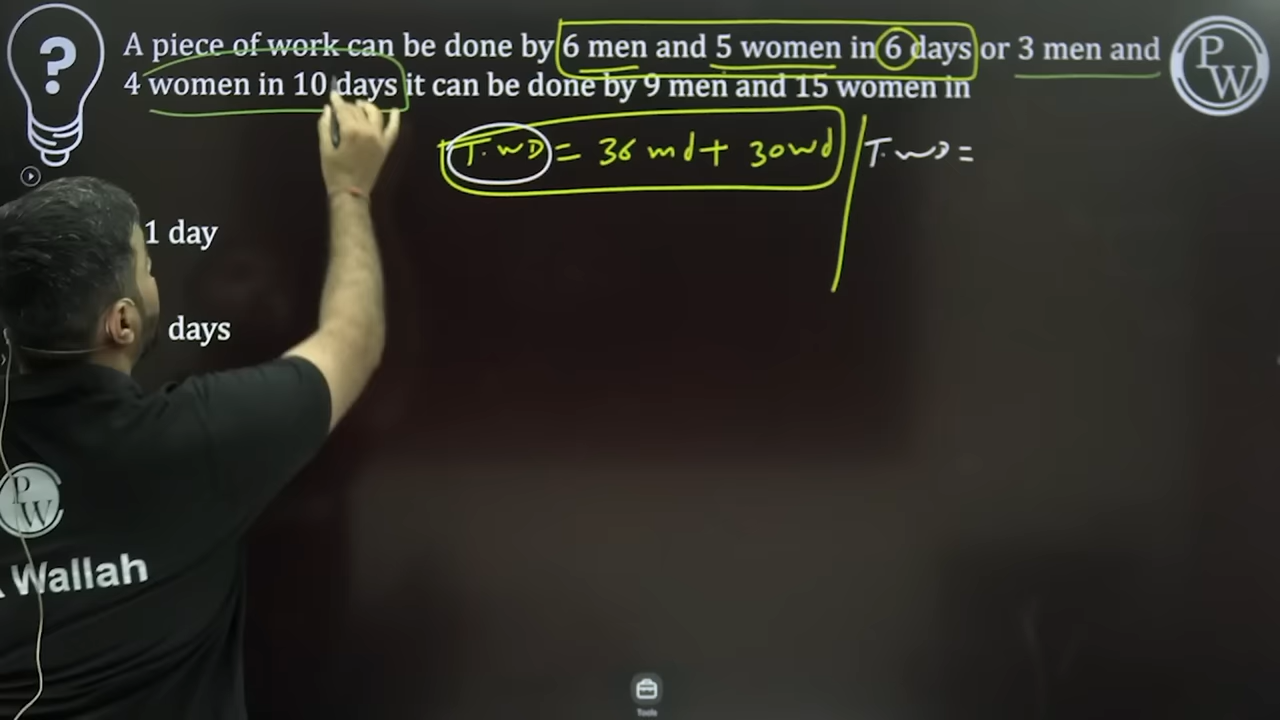 A piece of work can be done by 6 men and 5 women in 6 days or 3 men and
4 women in 10 days it can be done by 9 men and 15 women in
T.WD = 36 md + 30wd
T.WD =
1 day
days
PW
PW
Wallah
Tools